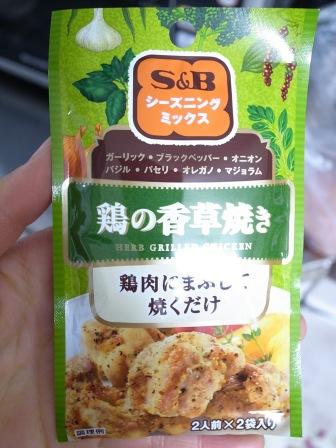 S&B
シーズニング
ミックス
ガーリック・ブラックペッパー・オニオン
バジル・パセリ・オレガノ・マジョラム
鶏の香草焼き
HERB GRILLED CHICKEN
鶏肉にまぶして
焼くだけ
調理例
2人前×2袋入り